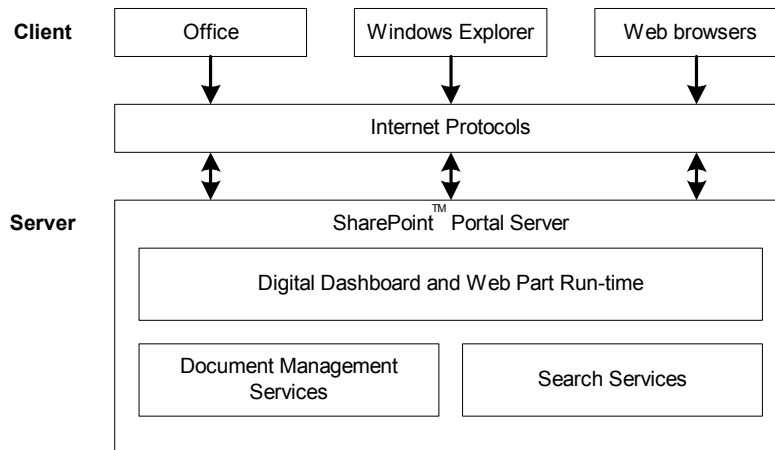 Client
Office
Windows Explorer
Web browsers
Internet Protocols
Server
SharePoint™ Portal Server
Digital Dashboard and Web Part Run-time
Document Management
Services
Search Services